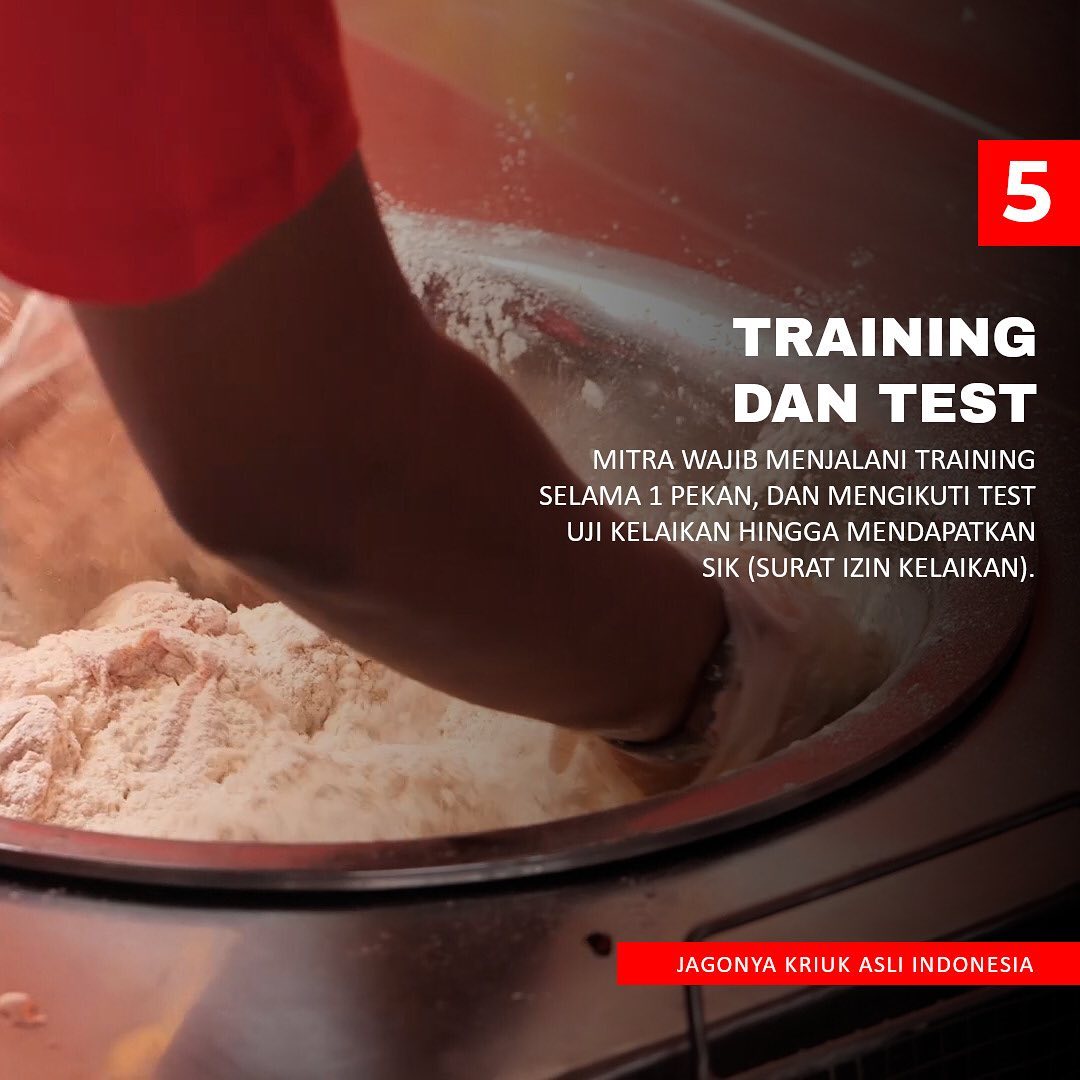 5
TRAINING
DAN TEST
MITRA WAJIB MENJALANI TRAINING
SELAMA 1 PEKAN, DAN MENGIKUTI TEST
UJI KELAIKAN HINGGA MENDAPATKAN
SIK (SURAT IZIN KELAIKAN).
JAGONYA KRIUK ASLI INDONESIA